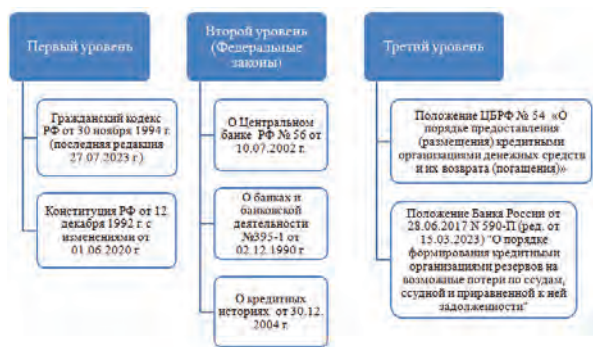 Первый уровень
Гражданский кодекс
РФ от 30 ноября 1994 г.
(последняя редакция
27.07.2023 г.)
Конституция РФ от 12
декабря 1992 г. с
изменениями от
01.06.2020 г
Второй уровень
(Федеральные
законы)
О Центральном
банке РФ № 56 от
10.07.2002 г.
О банках и
банковской
деятельности
№395-1 от
02.12.1990 г
О кредитных
историях от 30.12.
2004 г.
Третий уровень
Положение ЦБРФ № 54 «О
порядке предоставления
(размещения) кредитными
организациями денежных средств
и их возврата (погашения)»
Положение Банка России от
28.06.2017 N 590-П (ред. от
15.03.2023) "О порядке
формирования кредитными
организациями резервов на
возможные потери по ссудам,
ссудной и приравненной к ней
задолженности"